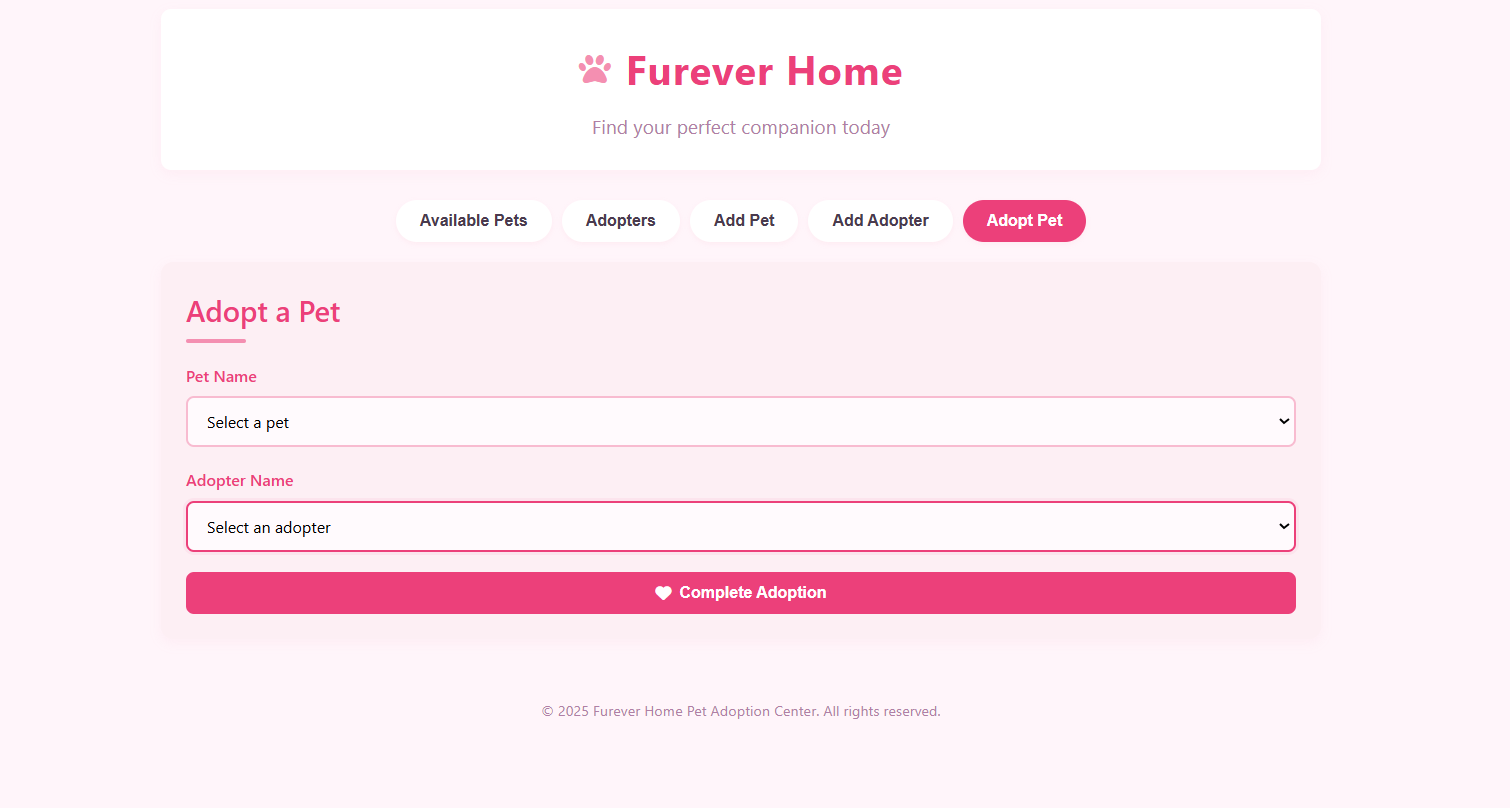 Furever Home
Find your perfect companion today
Available Pets Adopters Add Pet Add Adopter Adopt Pet
Adopt a Pet
Pet Name
Select a pet
Adopter Name
Select an adopter
Complete Adoption
© 2025 Furever Home Pet Adoption Center. All rights reserved.